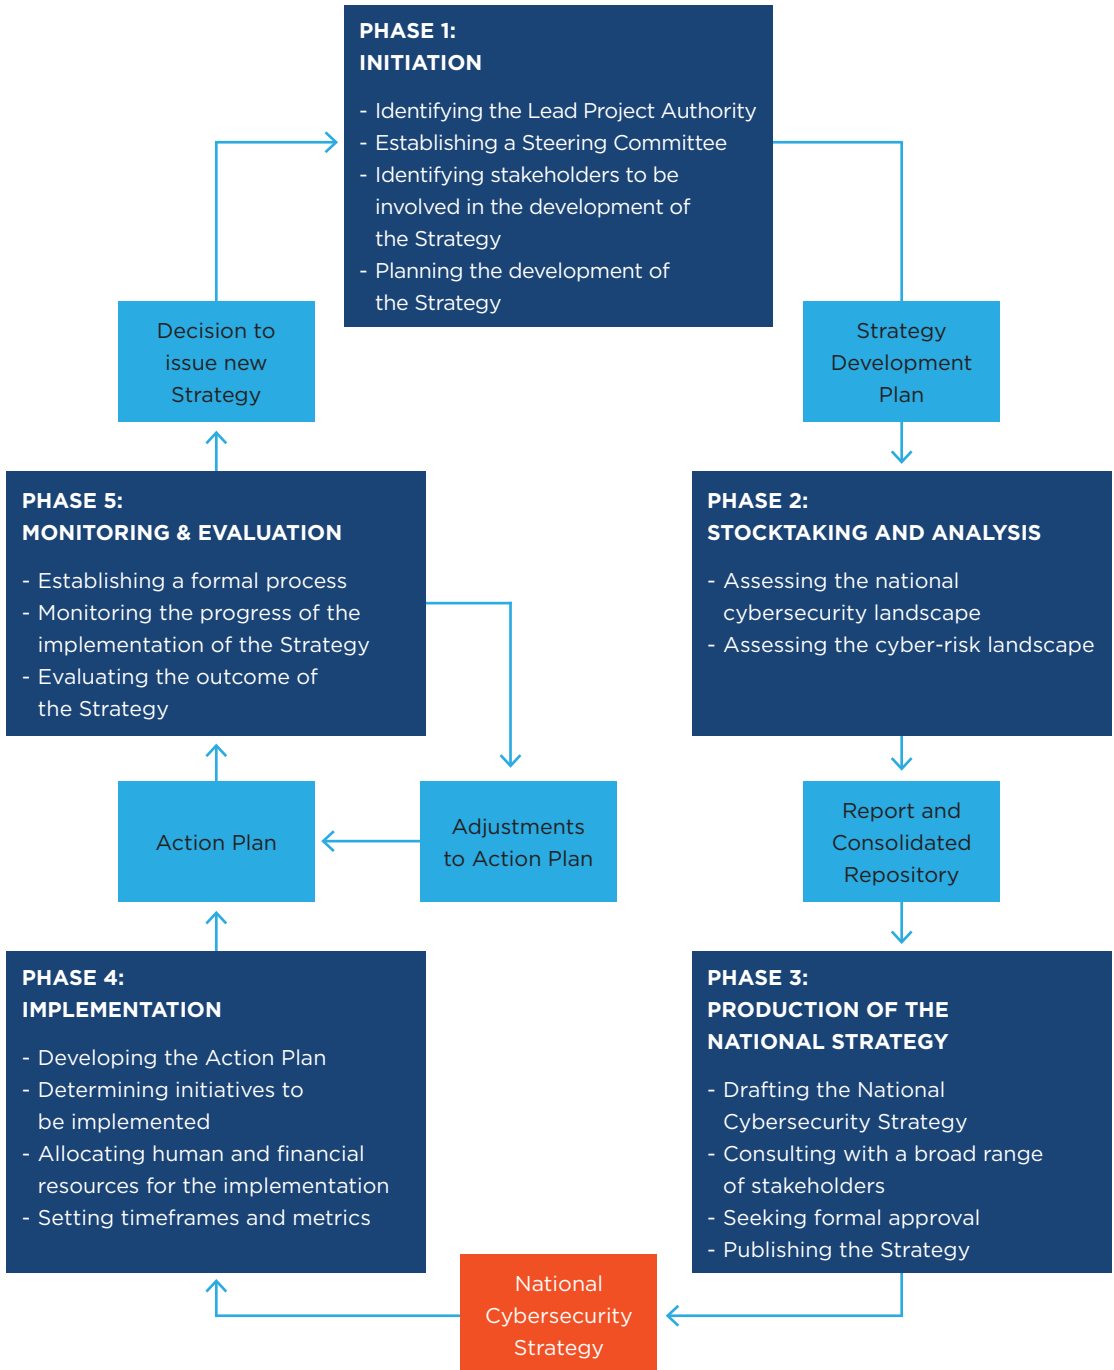 PHASE 1:
INITIATION
- Identifying the Lead Project Authority
- Establishing a Steering Committee
- Identifying stakeholders to be
involved in the development of
the Strategy
- Planning the development of
the Strategy
Decision to
issue new
Strategy
Strategy
Development
Plan
PHASE 5:
MONITORING & EVALUATION
- Establishing a formal process
- Monitoring the progress of the
implementation of the Strategy
- Evaluating the outcome of
the Strategy
PHASE 2:
STOCKTAKING AND ANALYSIS
- Assessing the national
cybersecurity landscape
- Assessing the cyber-risk landscape
Action Plan
Adjustments
to Action Plan
Report and
Consolidated
Repository
PHASE 4:
IMPLEMENTATION
- Developing the Action Plan
- Determining initiatives to
be implemented
- Allocating human and financial
resources for the implementation
- Setting timeframes and metrics
PHASE 3:
PRODUCTION OF THE
NATIONAL STRATEGY
- Drafting the National
Cybersecurity Strategy
- Consulting with a broad range
of stakeholders
- Seeking formal approval
- Publishing the Strategy
National
Cybersecurity
Strategy